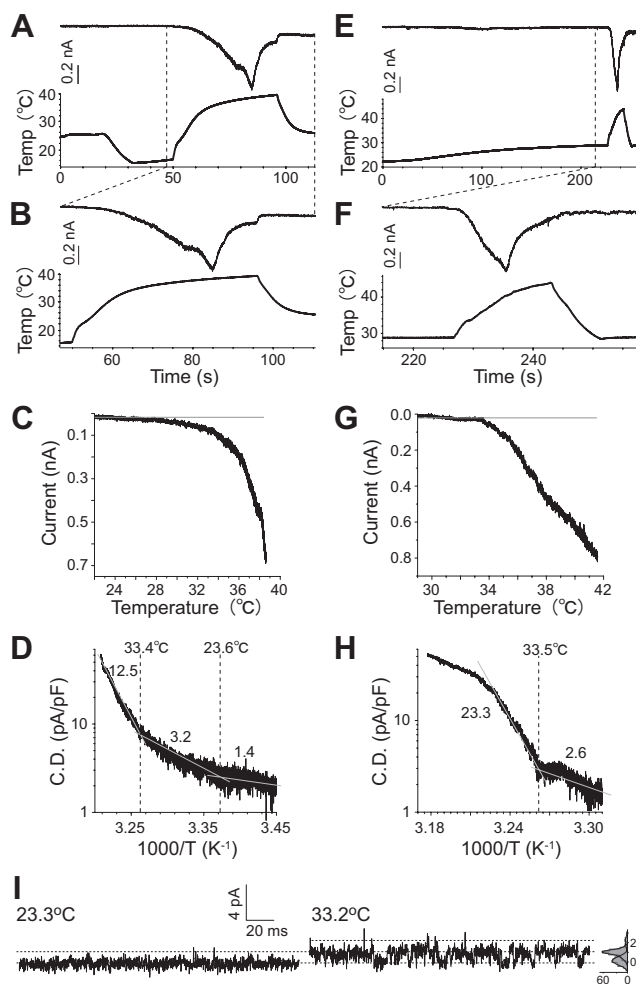 A
0.2 nA
Temp (℃)
40
30
20
0
50
100
B
0.2 nA
Temp (℃)
40
30
20
60
80
100
Time (s)
C
Current (nA)
0.1
0.3
0.5
0.7
24
28
32
36
40
Temperature (℃)
D
33.4℃
23.6℃
12.5
3.2
1.4
C.D. (pA/pF)
10
1
3.25
3.35
3.45
1000/T (K-1)
E
0.2 nA
Temp (℃)
40
30
20
0
100
200
F
0.2 nA
Temp (℃)
40
30
220
240
Time (s)
G
Current (nA)
0.0
0.2
0.4
0.6
0.8
30
34
38
42
Temperature (℃)
H
33.5℃
23.3
2.6
C.D. (pA/pF)
10
1
3.18
3.24
3.30
1000/T (K-1)
I
23.3ºC
4 pA
20 ms
33.2ºC
2
0
60
0